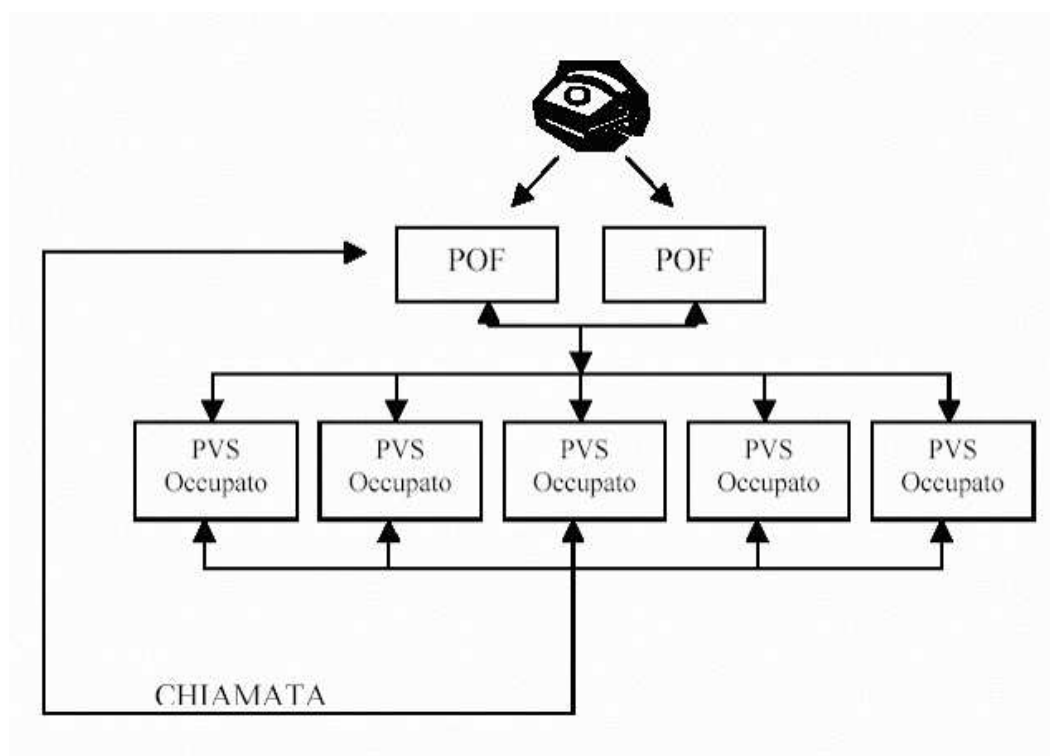 POF
POF
PVS
Occupato
PVS
Occupato
PVS
Occupato
PVS
Occupato
PVS
Occupato
CHIAMATA